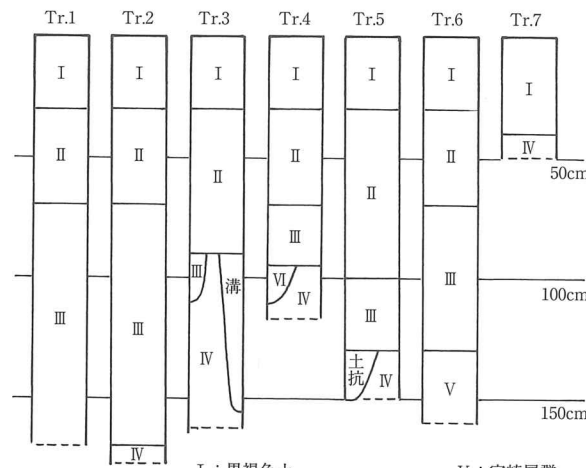 Tr.1 Tr.2 Tr.3 Tr.4 Tr.5 Tr.6 Tr.7
I I I I I I I
II II II II II II IV
50cm
III III III 溝 III VI IV III 100cm
III IV 土抗 IV V
150cm
IV